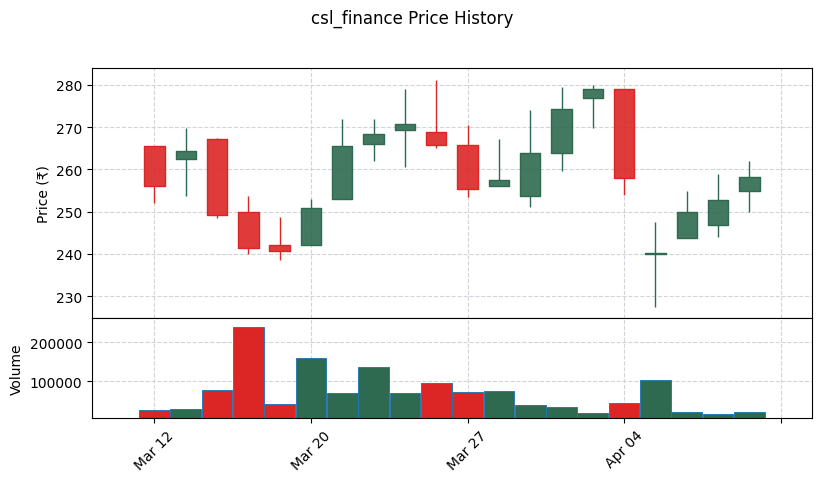 csl_finance Price History
Price (₹)
280
270
260
250
240
230
Volume
200000
100000
Mar 12
Mar 20
Mar 27
Apr 04